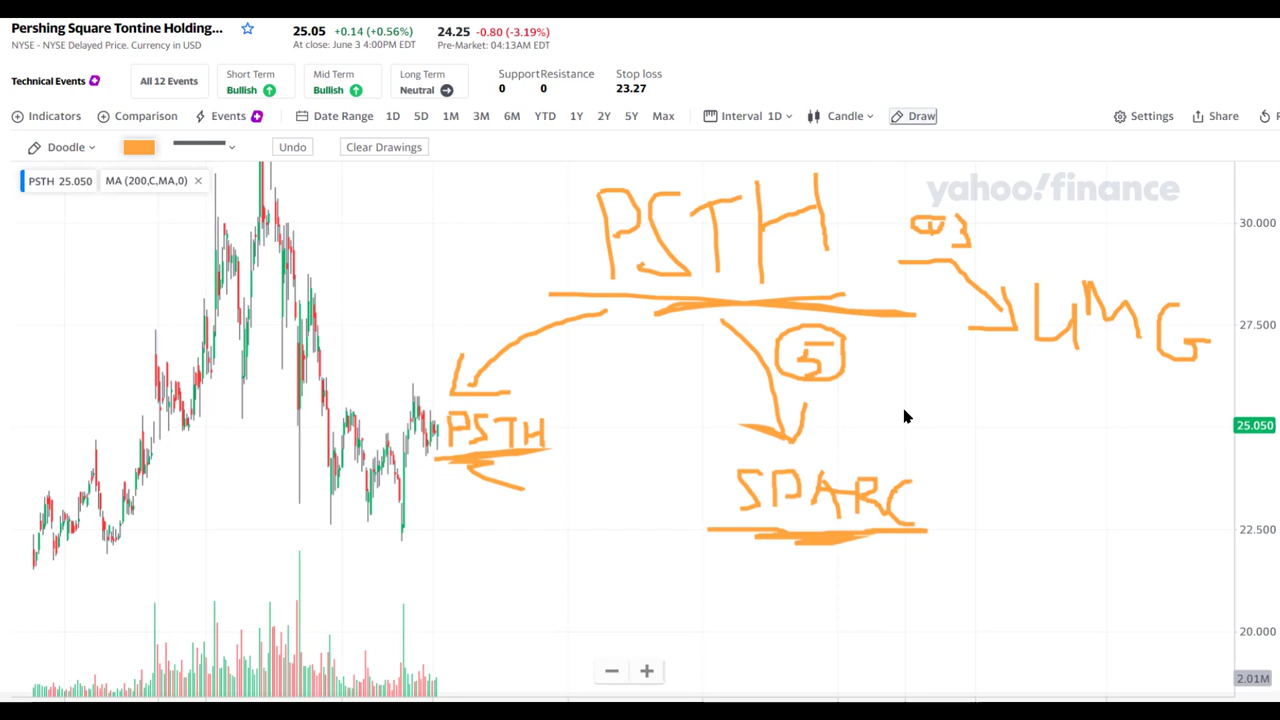 Pershing Square Tontine Holding...
NYSE - NYSE Delayed Price. Currency in USD
25.05 +0.14 (+0.56%)
At close: June 3 4:00PM EDT
24.25 -0.80 (-3.19%)
Pre-Market: 04:13AM EDT
Technical Events
All 12 Events
Short Term
Bullish
Mid Term
Bullish
Long Term
Neutral
Support Resistance
0 0
Stop loss
23.27
Indicators Comparison Events Date Range 1D 5D 1M 3M 6M YTD 1Y 2Y 5Y Max Interval 1D Candle Draw Settings Share
Doodle Undo Clear Drawings
PSTH 25.050 MA (200,C,MA,0)
yahoo!finance
30.000
27.500
25.050
22.500
20.000
2.01M
PSTH
UMG
5
PSTH
SPARC